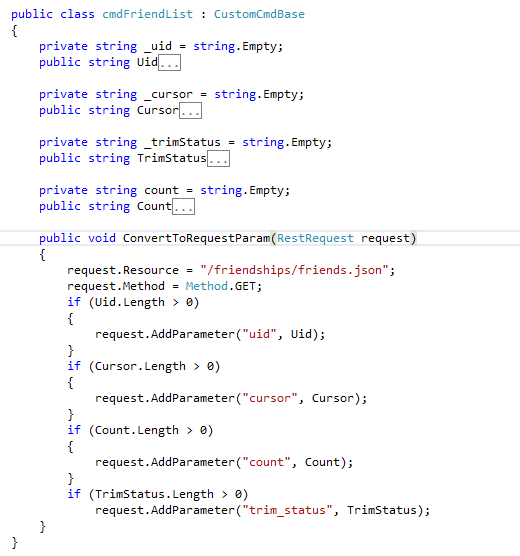 public class cmdFriendList : CustomCmdBase
{
    private string _uid = string.Empty;
    public string Uid...

    private string _cursor = string.Empty;
    public string Cursor...

    private string _trimStatus = string.Empty;
    public string TrimStatus...

    private string count = string.Empty;
    public string Count...

    public void ConvertToRequestParam(RestRequest request)
    {
        request.Resource = "/friendships/friends.json";
        request.Method = Method.GET;
        if (Uid.Length > 0)
        {
            request.AddParameter("uid", Uid);
        }
        if (Cursor.Length > 0)
        {
            request.AddParameter("cursor", Cursor);
        }
        if (Count.Length > 0)
        {
            request.AddParameter("count", Count);
        }
        if (TrimStatus.Length > 0)
            request.AddParameter("trim_status", TrimStatus);
    }
}